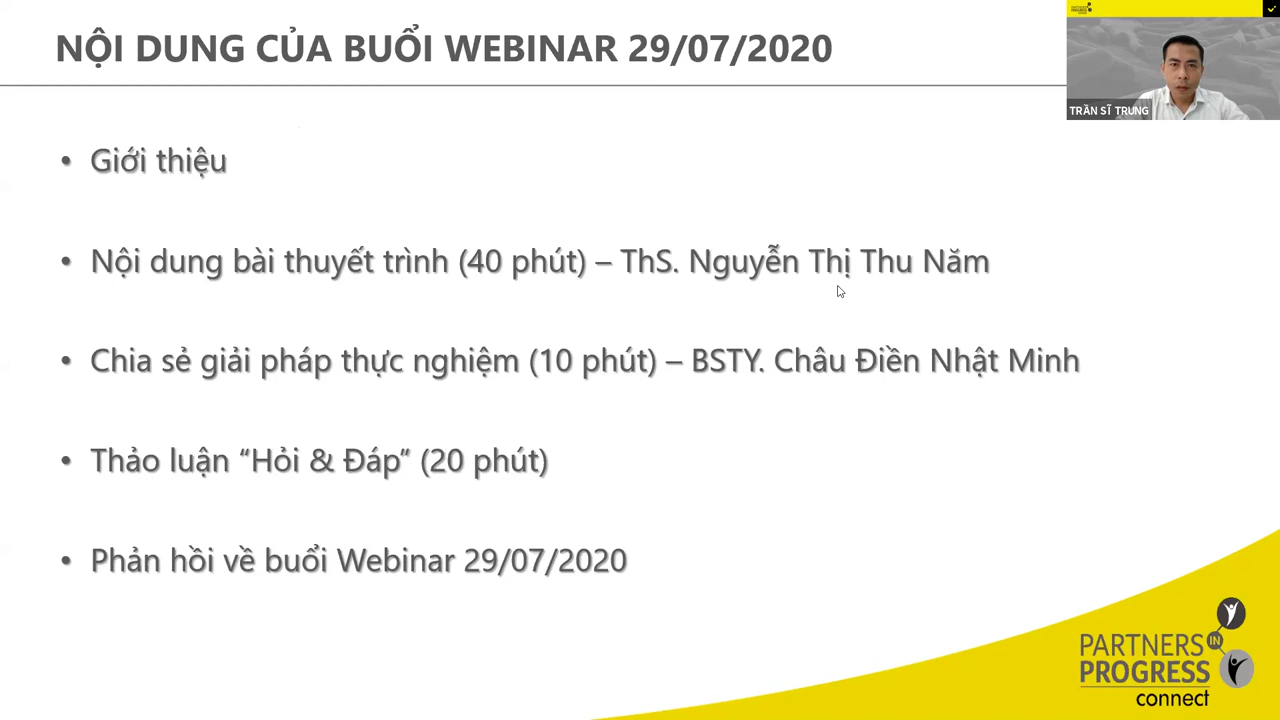 NỘI DUNG CỦA BUỔI WEBINAR 29/07/2020
TRẦN SĨ TRUNG
• Giới thiệu
• Nội dung bài thuyết trình (40 phút) – ThS. Nguyễn Thị Thu Năm
• Chia sẻ giải pháp thực nghiệm (10 phút) – BSTY. Châu Điền Nhật Minh
• Thảo luận “Hỏi & Đáp” (20 phút)
• Phản hồi về buổi Webinar 29/07/2020
PARTNERS IN
PROGRESS
connect